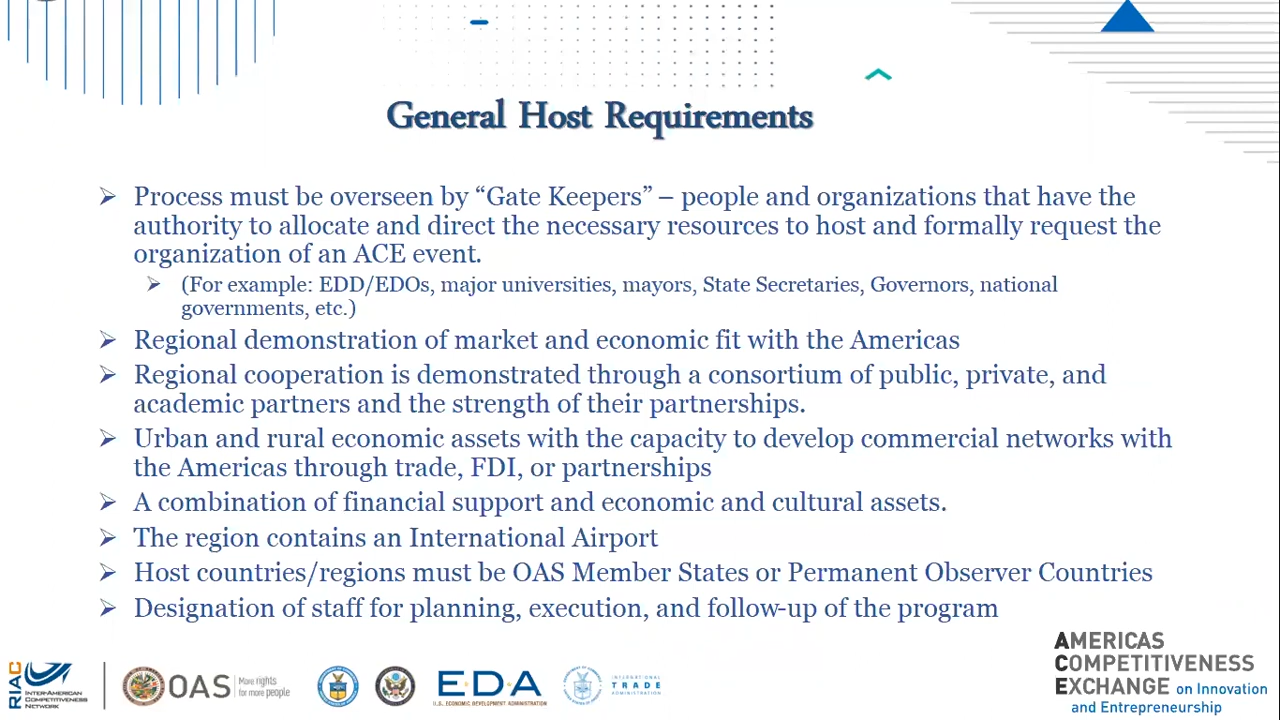 General Host Requirements
Process must be overseen by “Gate Keepers” – people and organizations that have the
authority to allocate and direct the necessary resources to host and formally request the
organization of an ACE event.
(For example: EDD/EDOs, major universities, mayors, State Secretaries, Governors, national
governments, etc.)
Regional demonstration of market and economic fit with the Americas
Regional cooperation is demonstrated through a consortium of public, private, and
academic partners and the strength of their partnerships.
Urban and rural economic assets with the capacity to develop commercial networks with
the Americas through trade, FDI, or partnerships
A combination of financial support and economic and cultural assets.
The region contains an International Airport
Host countries/regions must be OAS Member States or Permanent Observer Countries
Designation of staff for planning, execution, and follow-up of the program
RIAC
INTER-AMERICAN
COMPETITIVENESS
NETWORK
OAS
More rights
for more people
EDA
U.S. ECONOMIC DEVELOPMENT ADMINISTRATION
INTERNATIONAL
TRADE
ADMINISTRATION
AMERICAS
COMPETITIVENESS
EXCHANGE on Innovation
and Entrepreneurship